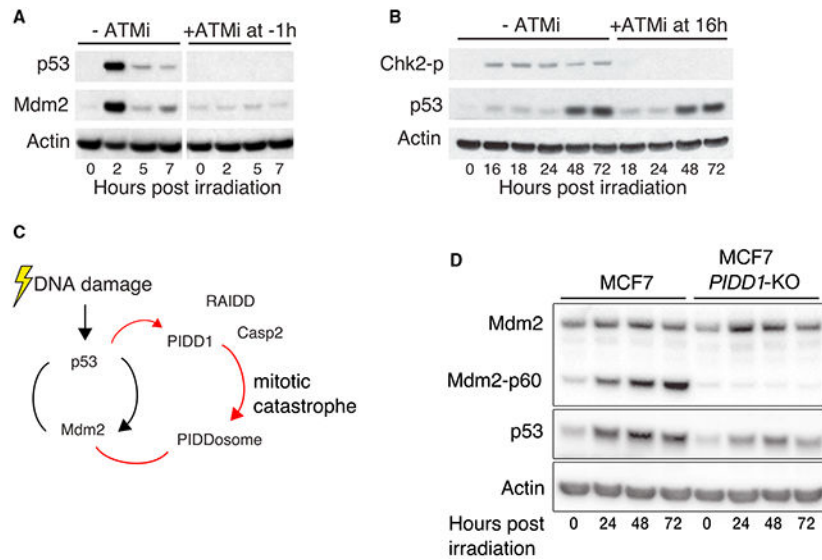 A
- ATMi
+ATMi at -1h
p53
Mdm2
Actin
0 2 5 7 0 2 5 7
Hours post irradiation
B
- ATMi
+ATMi at 16h
Chk2-p
p53
Actin
0 16 18 24 48 72 18 24 48 72
Hours post irradiation
C
DNA damage
RAIDD
Casp2
PIDD1
p53
mitotic
catastrophe
Mdm2
PIDDosome
D
MCF7
MCF7
PIDD1-KO
Mdm2
Mdm2-p60
p53
Actin
Hours post
irradiation
0 24 48 72 0 24 48 72